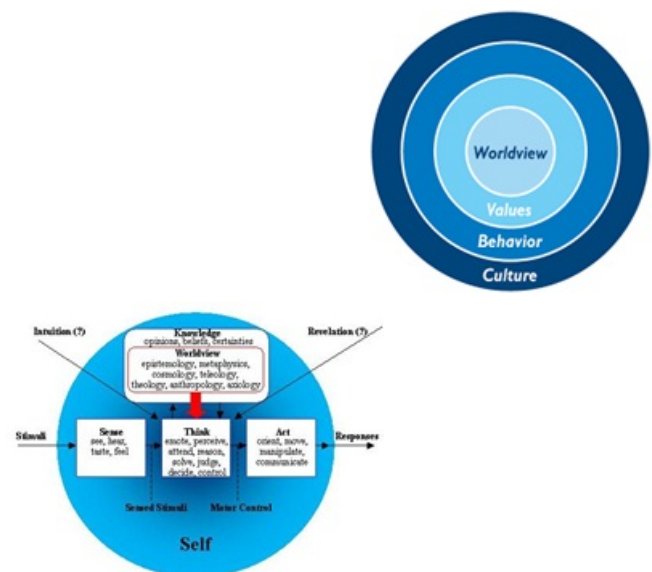 Worldview
Values
Behavior
Culture
Intuition (?)
Revelation (?)
Knowledge
opinions, beliefs, certainties
Worldview
epistemology, metaphysics,
cosmology, teleology,
theology, anthropology, axiology
Stimuli
Sense
see, hear,
taste, feel
Think
emote, perceive,
attend, reason,
solve, judge,
decide, control
Act
orient, move,
manipulate,
communicate
Responses
Sensed Stimuli
Motor Control
Self